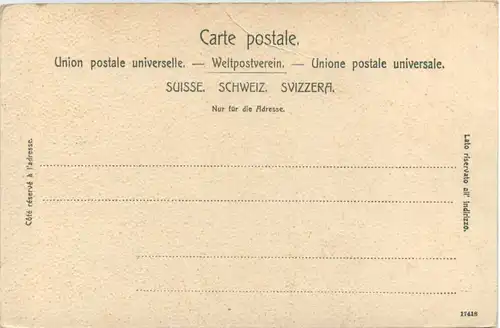 Carte postale.
Union postale universelle. — Weltpostverein. — Unione postale universale.
SUISSE. SCHWEIZ. SVIZZERA.
Nur für die Adresse.
Côté réservé à l'adresse.
Lato riservato all' indirizzo.
17418